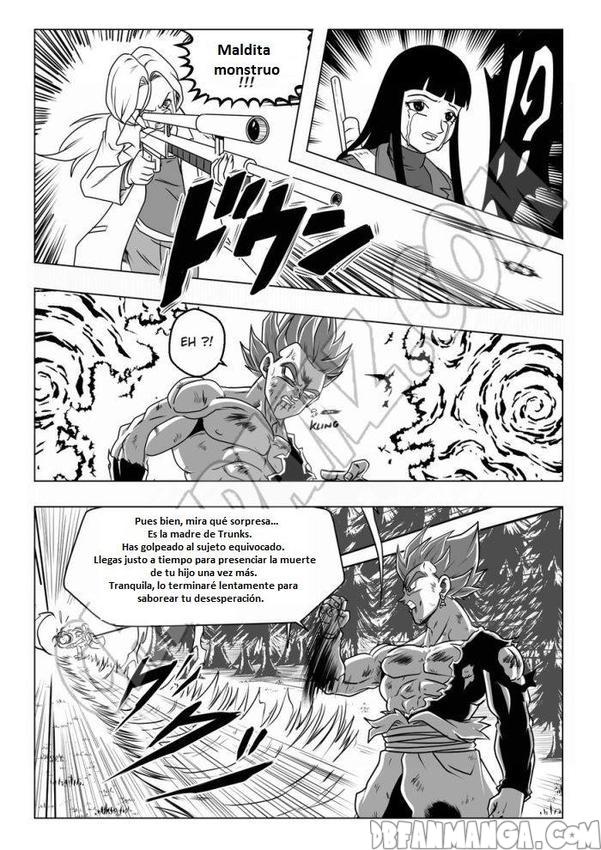 Maldita
monstruo
!!!
!?
ドウン
EH ?!
KLING
Pues bien, mira qué sorpresa...
Es la madre de Trunks.
Has golpeado al sujeto equivocado.
Llegas justo a tiempo para presenciar la muerte
de tu hijo una vez más.
Tranquila, lo terminaré lentamente para
saborear tu desesperación.
DBFANMANGA.COM